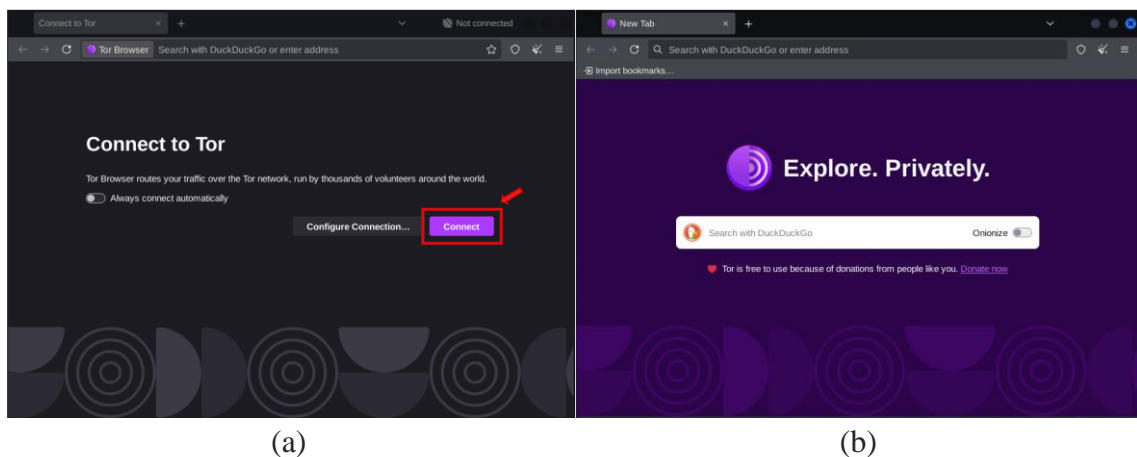 Connect to Tor
Not connected
Tor Browser Search with DuckDuckGo or enter address
Connect to Tor
Tor Browser routes your traffic over the Tor network, run by thousands of volunteers around the world.
Always connect automatically
Configure Connection...
Connect
(a)
New Tab
Search with DuckDuckGo or enter address
Import bookmarks...
Explore. Privately.
Search with DuckDuckGo
Onionize
Tor is free to use because of donations from people like you. Donate now
(b)